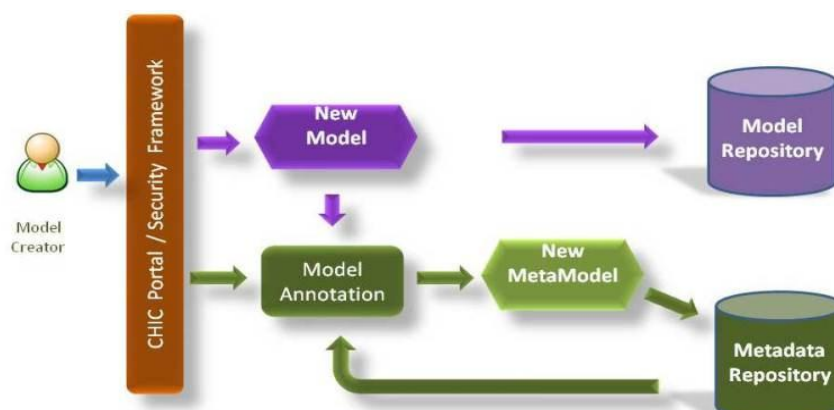 Model
Creator
CHIC Portal / Security Framework
New
Model
Model
Repository
Model
Annotation
New
MetaModel
Metadata
Repository